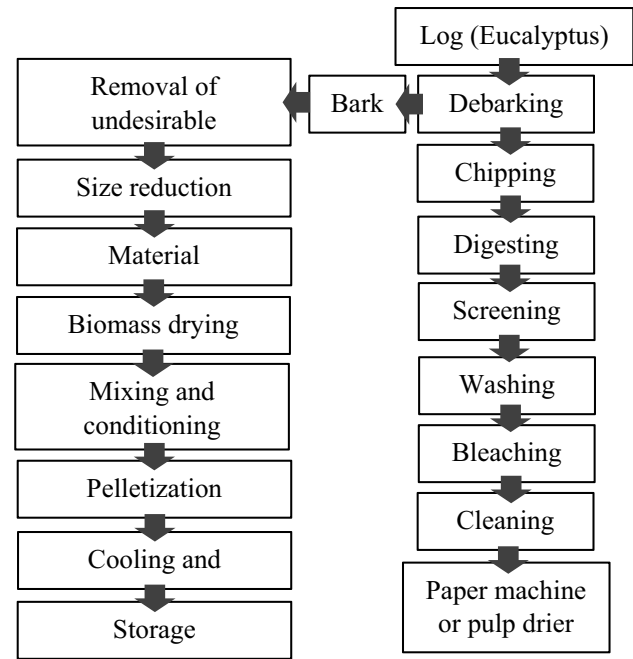 Log (Eucalyptus)
Debarking
Bark
Removal of
undesirable
Size reduction
Material
Biomass drying
Mixing and
conditioning
Pelletization
Cooling and
Storage
Chipping
Digesting
Screening
Washing
Bleaching
Cleaning
Paper machine
or pulp drier